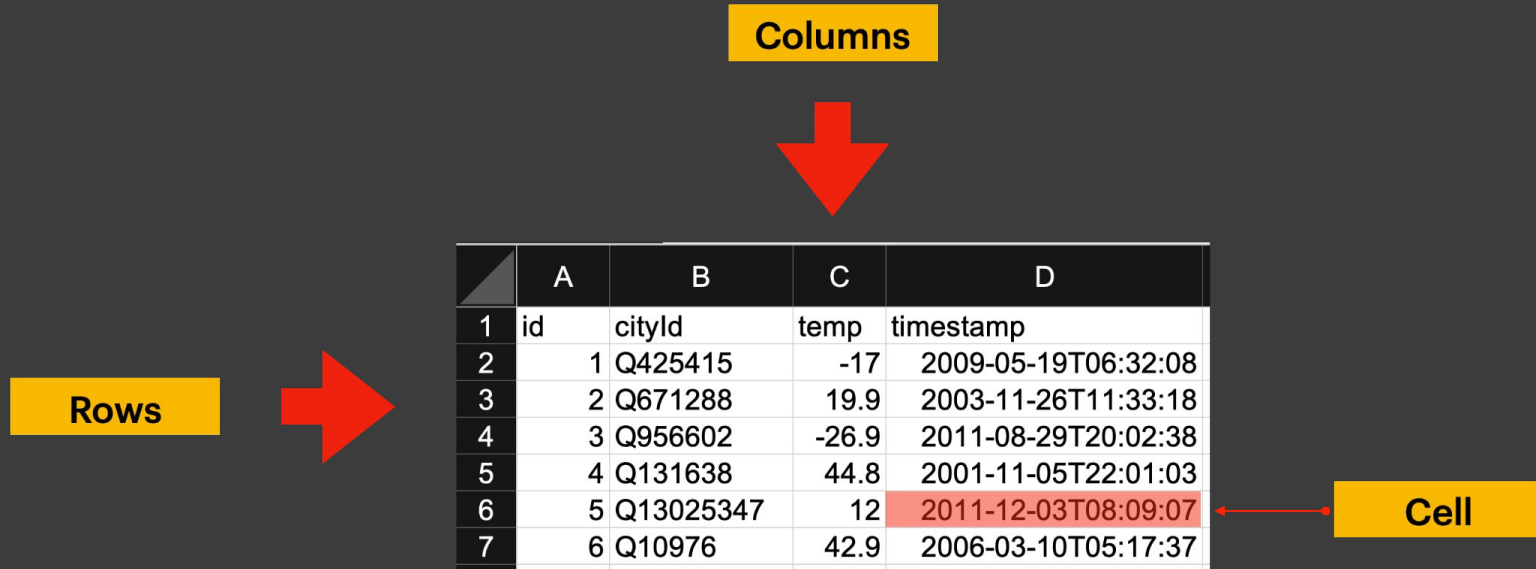 Columns
A B C D
1 id cityId temp timestamp
2 1 Q425415 -17 2009-05-19T06:32:08
3 2 Q671288 19.9 2003-11-26T11:33:18
Rows
4 3 Q956602 -26.9 2011-08-29T20:02:38
5 4 Q131638 44.8 2001-11-05T22:01:03
6 5 Q13025347 12 2011-12-03T08:09:07
Cell
7 6 Q10976 42.9 2006-03-10T05:17:37